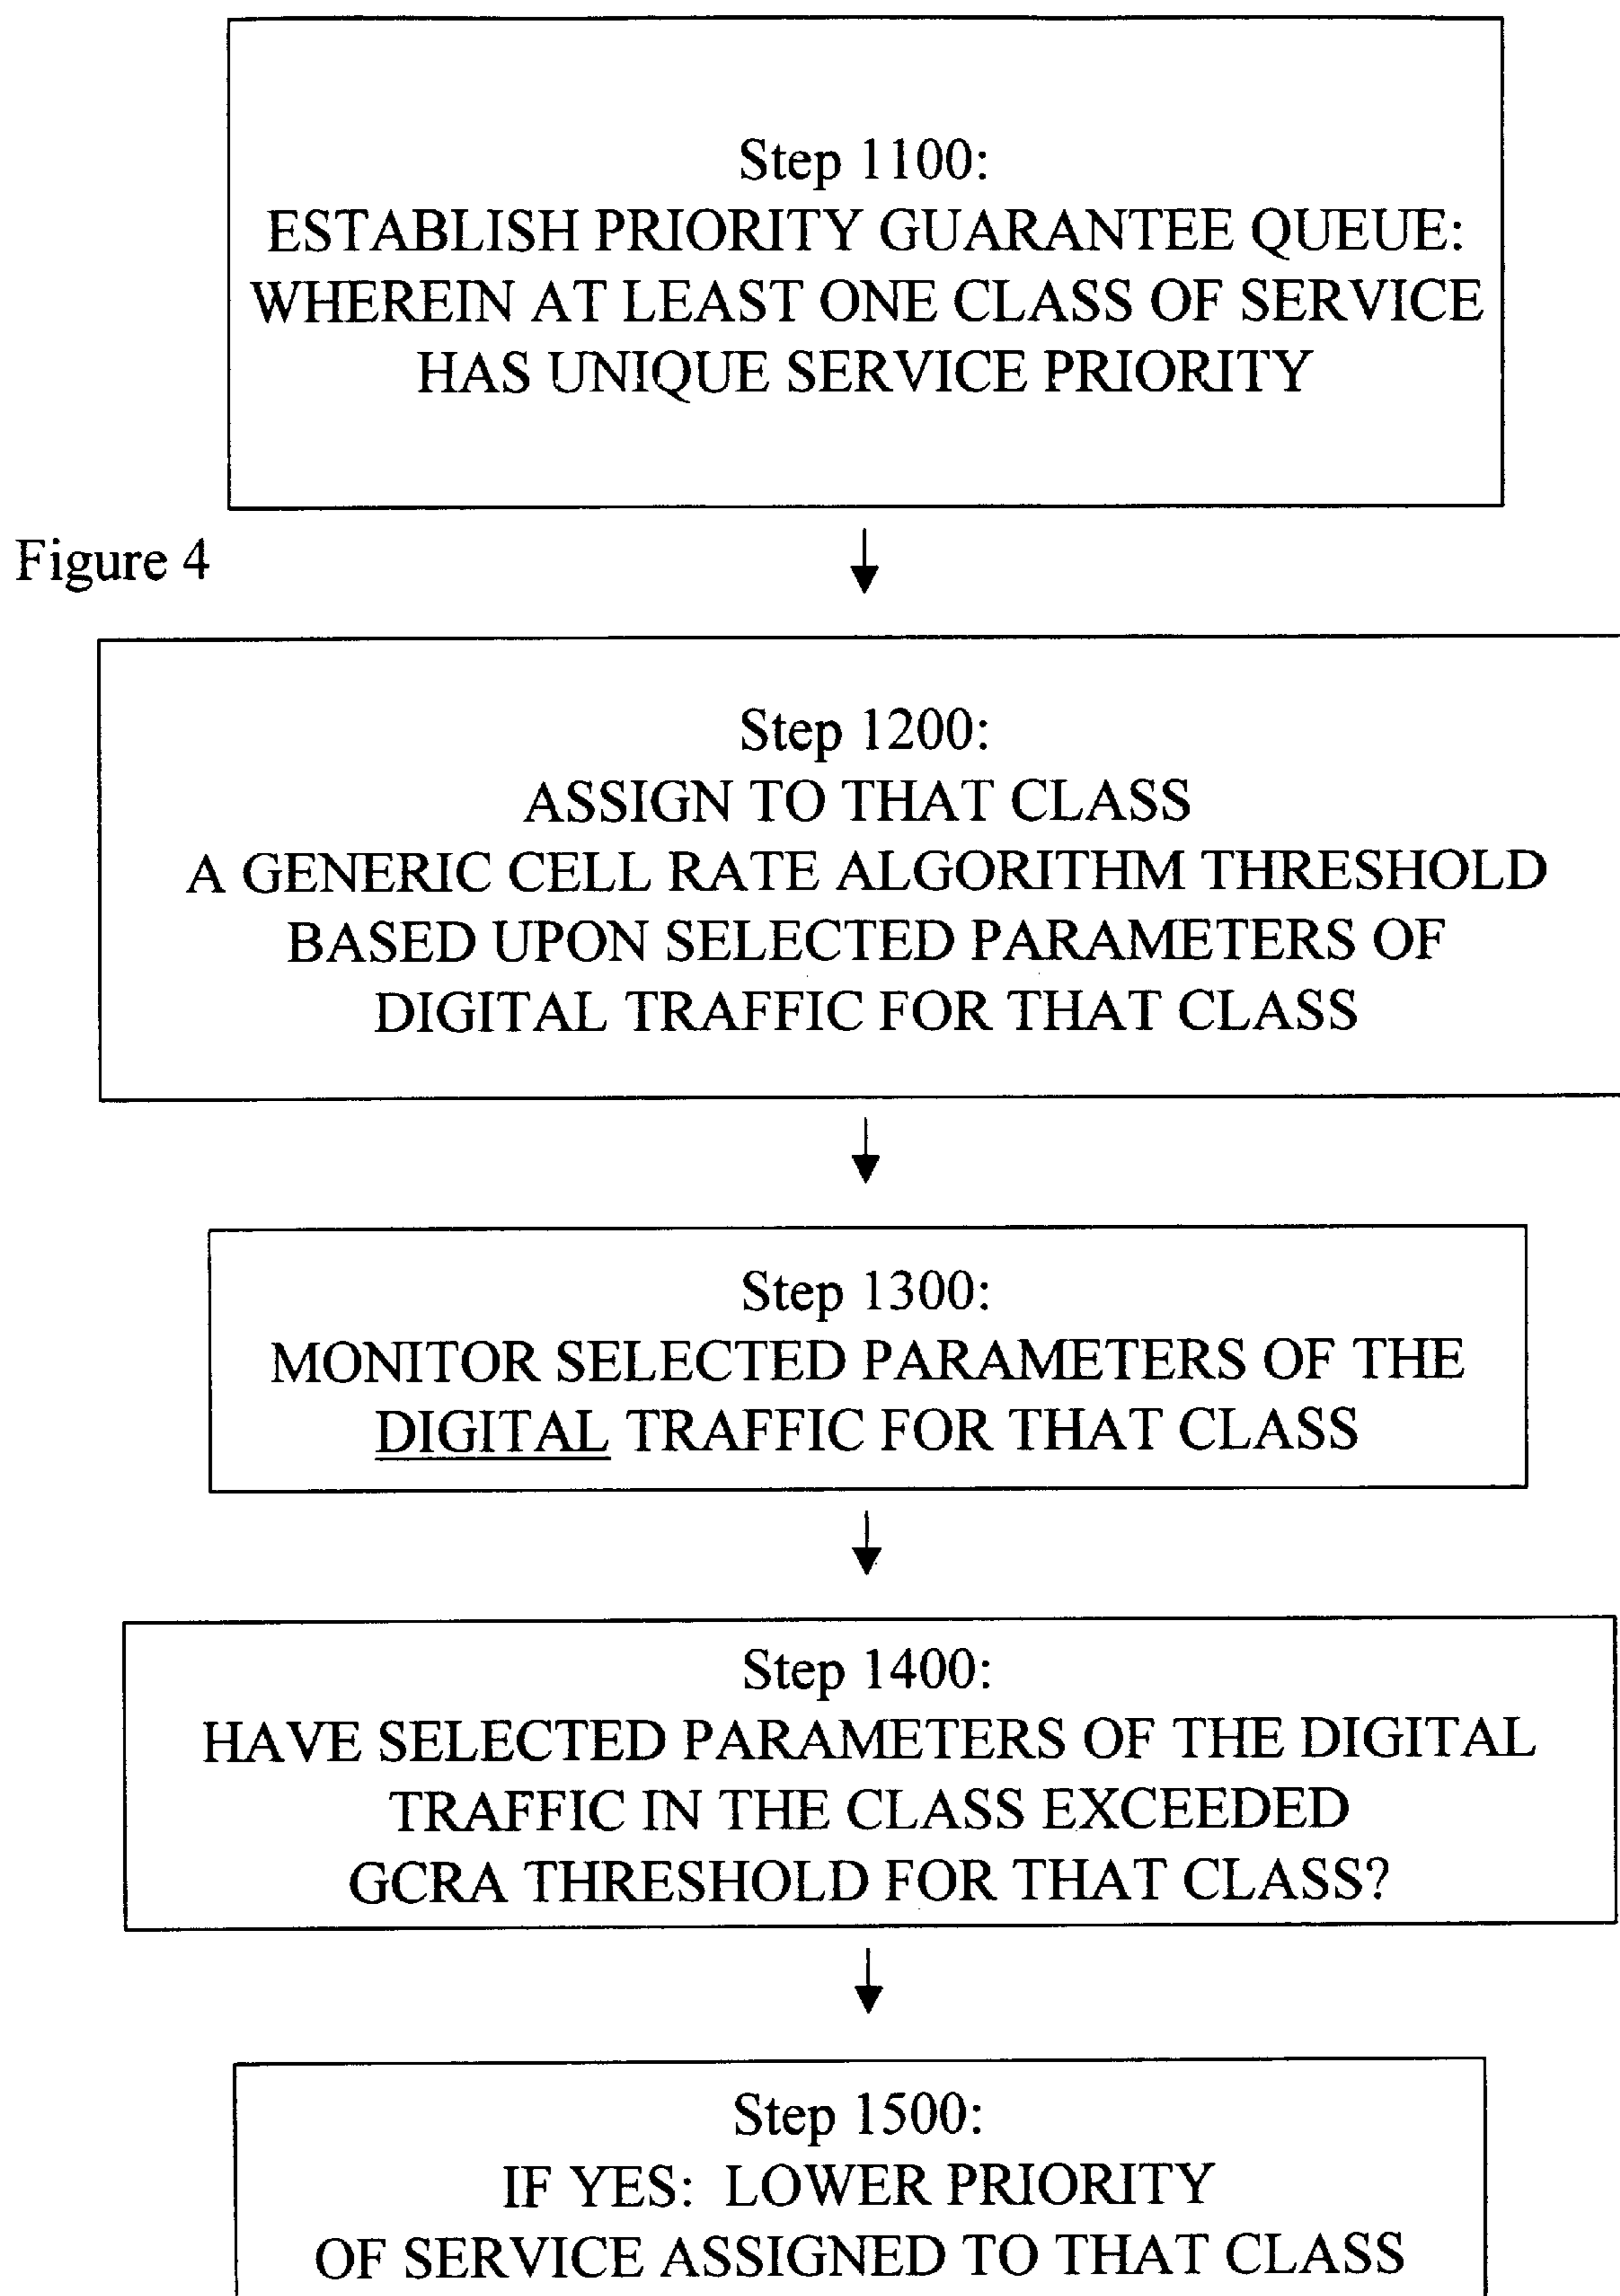 Step 1100:
ESTABLISH PRIORITY GUARANTEE QUEUE:
WHEREIN AT LEAST ONE CLASS OF SERVICE
HAS UNIQUE SERVICE PRIORITY
Figure 4
Step 1200:
ASSIGN TO THAT CLASS
A GENERIC CELL RATE ALGORITHM THRESHOLD
BASED UPON SELECTED PARAMETERS OF
DIGITAL TRAFFIC FOR THAT CLASS
Step 1300:
MONITOR SELECTED PARAMETERS OF THE
DIGITAL TRAFFIC FOR THAT CLASS
Step 1400:
HAVE SELECTED PARAMETERS OF THE DIGITAL
TRAFFIC IN THE CLASS EXCEEDED
GCRA THRESHOLD FOR THAT CLASS?
Step 1500:
IF YES: LOWER PRIORITY
OF SERVICE ASSIGNED TO THAT CLASS